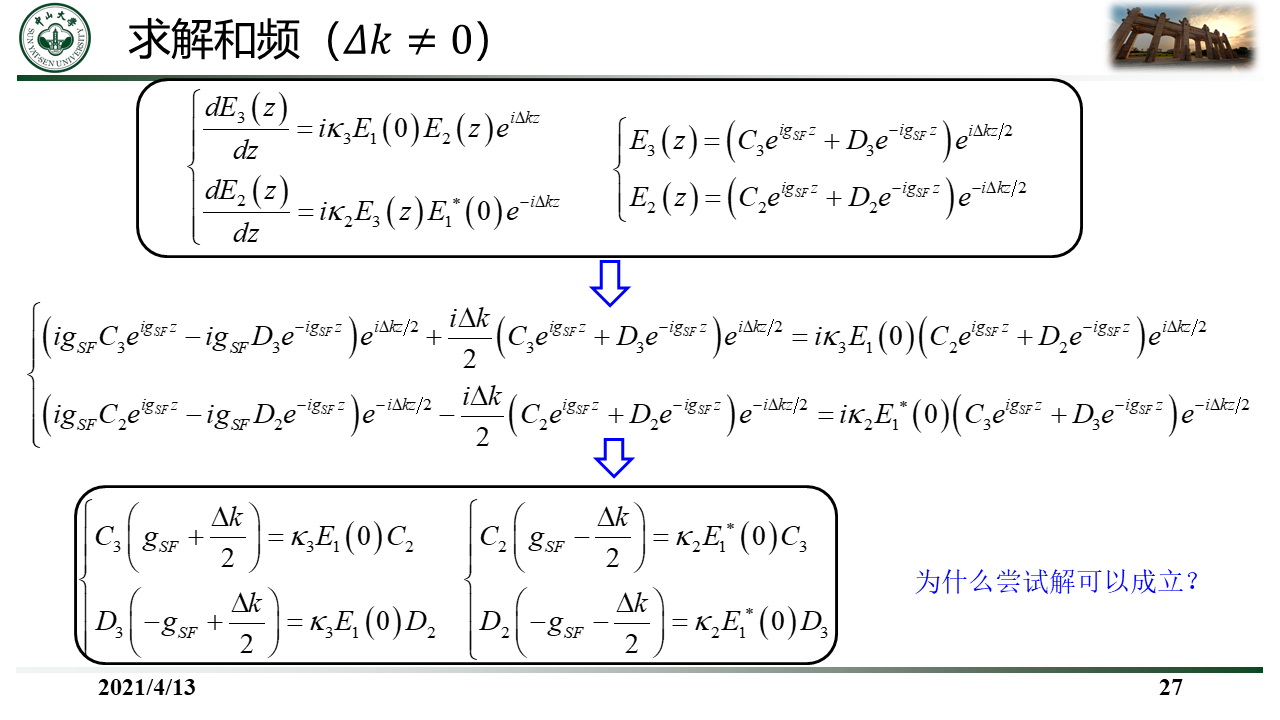 中山大學
SUN YAT-SEN UNIVERSITY
求解和频（𝛥𝑘 ≠ 0）
$\begin{cases} \frac{dE_3(z)}{dz} = i\kappa_3 E_1(0) E_2(z) e^{i\Delta kz} \\ \frac{dE_2(z)}{dz} = i\kappa_2 E_3(z) E_1^*(0) e^{-i\Delta kz} \end{cases}$
$\begin{cases} E_3(z) = \left(C_3 e^{ig_{SF}z} + D_3 e^{-ig_{SF}z}\right) e^{i\Delta kz/2} \\ E_2(z) = \left(C_2 e^{ig_{SF}z} + D_2 e^{-ig_{SF}z}\right) e^{-i\Delta kz/2} \end{cases}$
$\begin{cases} \left(ig_{SF}C_3 e^{ig_{SF}z} - ig_{SF}D_3 e^{-ig_{SF}z}\right) e^{i\Delta kz/2} + \frac{i\Delta k}{2}\left(C_3 e^{ig_{SF}z} + D_3 e^{-ig_{SF}z}\right) e^{i\Delta kz/2} = i\kappa_3 E_1(0)\left(C_2 e^{ig_{SF}z} + D_2 e^{-ig_{SF}z}\right) e^{i\Delta kz/2} \\ \left(ig_{SF}C_2 e^{ig_{SF}z} - ig_{SF}D_2 e^{-ig_{SF}z}\right) e^{-i\Delta kz/2} - \frac{i\Delta k}{2}\left(C_2 e^{ig_{SF}z} + D_2 e^{-ig_{SF}z}\right) e^{-i\Delta kz/2} = i\kappa_2 E_1^*(0)\left(C_3 e^{ig_{SF}z} + D_3 e^{-ig_{SF}z}\right) e^{-i\Delta kz/2} \end{cases}$
$\begin{cases} C_3\left(g_{SF} + \frac{\Delta k}{2}\right) = \kappa_3 E_1(0) C_2 \\ D_3\left(-g_{SF} + \frac{\Delta k}{2}\right) = \kappa_3 E_1(0) D_2 \end{cases}$
$\begin{cases} C_2\left(g_{SF} - \frac{\Delta k}{2}\right) = \kappa_2 E_1^*(0) C_3 \\ D_2\left(-g_{SF} - \frac{\Delta k}{2}\right) = \kappa_2 E_1^*(0) D_3 \end{cases}$
为什么尝试解可以成立？
2021/4/13
27